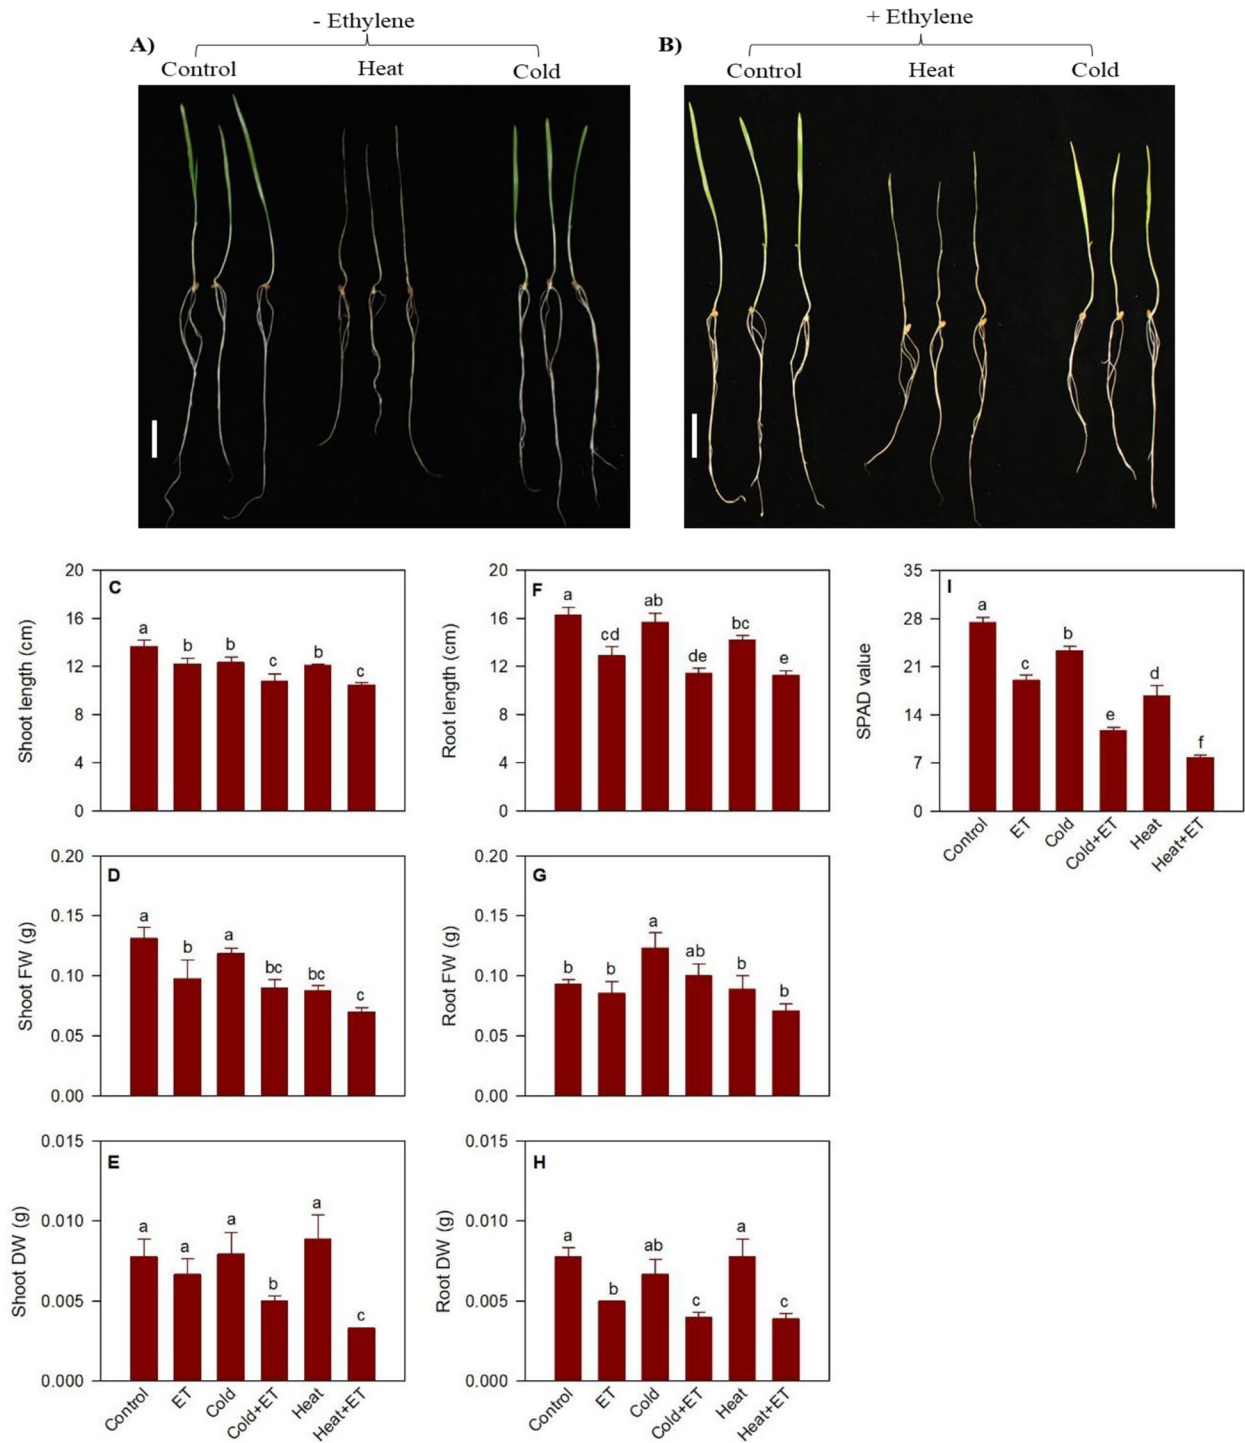 - Ethylene
+ Ethylene
A)
B)
Control
Heat
Cold
Control
Heat
Cold
C
Shoot length (cm)
20
16
12
8
4
0
a
b
b
c
b
c
F
Root length (cm)
20
16
12
8
4
0
a
cd
ab
de
bc
e
I
SPAD value
35
28
21
14
7
0
a
c
b
e
d
f
Control
ET
Cold
Cold+ET
Heat
Heat+ET
D
Shoot FW (g)
0.20
0.15
0.10
0.05
0.00
a
b
a
bc
bc
c
G
Root FW (g)
0.20
0.15
0.10
0.05
0.00
b
b
a
ab
b
b
E
Shoot DW (g)
0.015
0.010
0.005
0.000
a
a
a
b
a
c
Control
ET
Cold
Cold+ET
Heat
Heat+ET
H
Root DW (g)
0.015
0.010
0.005
0.000
a
b
ab
c
a
c
Control
ET
Cold
Cold+ET
Heat
Heat+ET